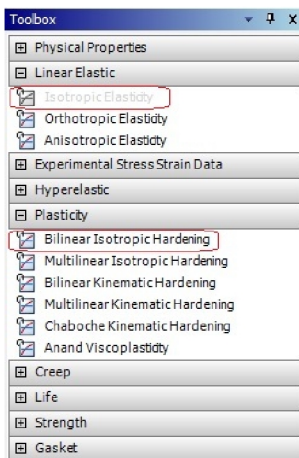 Toolbox
Physical Properties
Linear Elastic
Isotropic Elasticity
Orthotropic Elasticity
Anisotropic Elasticity
Experimental Stress Strain Data
Hyperelastic
Plasticity
Bilinear Isotropic Hardening
Multilinear Isotropic Hardening
Bilinear Kinematic Hardening
Multilinear Kinematic Hardening
Chaboche Kinematic Hardening
Anand Viscoplasticity
Creep
Life
Strength
Gasket